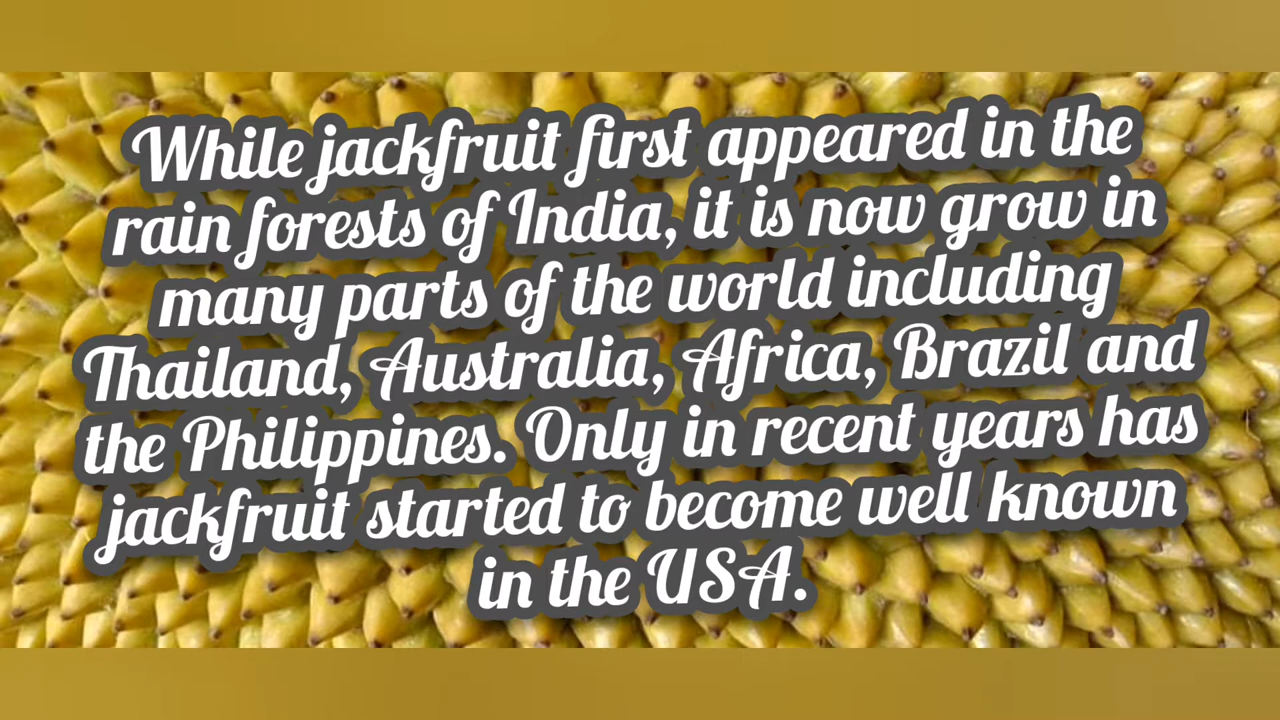 While jackfruit first appeared in the
rain forests of India, it is now grow in
many parts of the world including
Thailand, Australia, Africa, Brazil and
the Philippines. Only in recent years has
jackfruit started to become well known
in the USA.